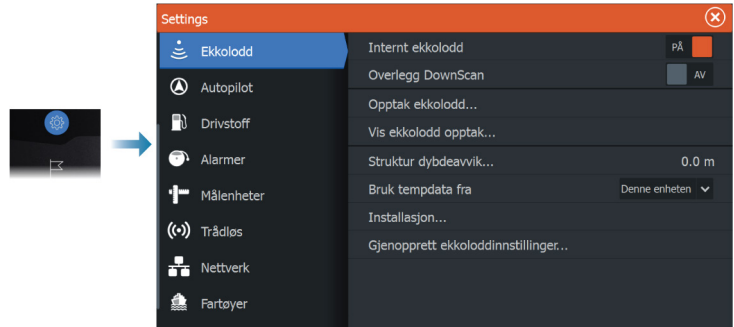 Settings
Ekkolodd
Autopilot
Drivstoff
Alarmer
Målenheter
Trådløs
Nettverk
Fartøyer
Internt ekkolodd PÅ
Overlegg DownScan AV
Opptak ekkolodd...
Vis ekkolodd opptak...
Struktur dybdeavvik... 0.0 m
Bruk tempdata fra Denne enheten
Installasjon...
Gjenopprett ekkoloddinnstillinger...